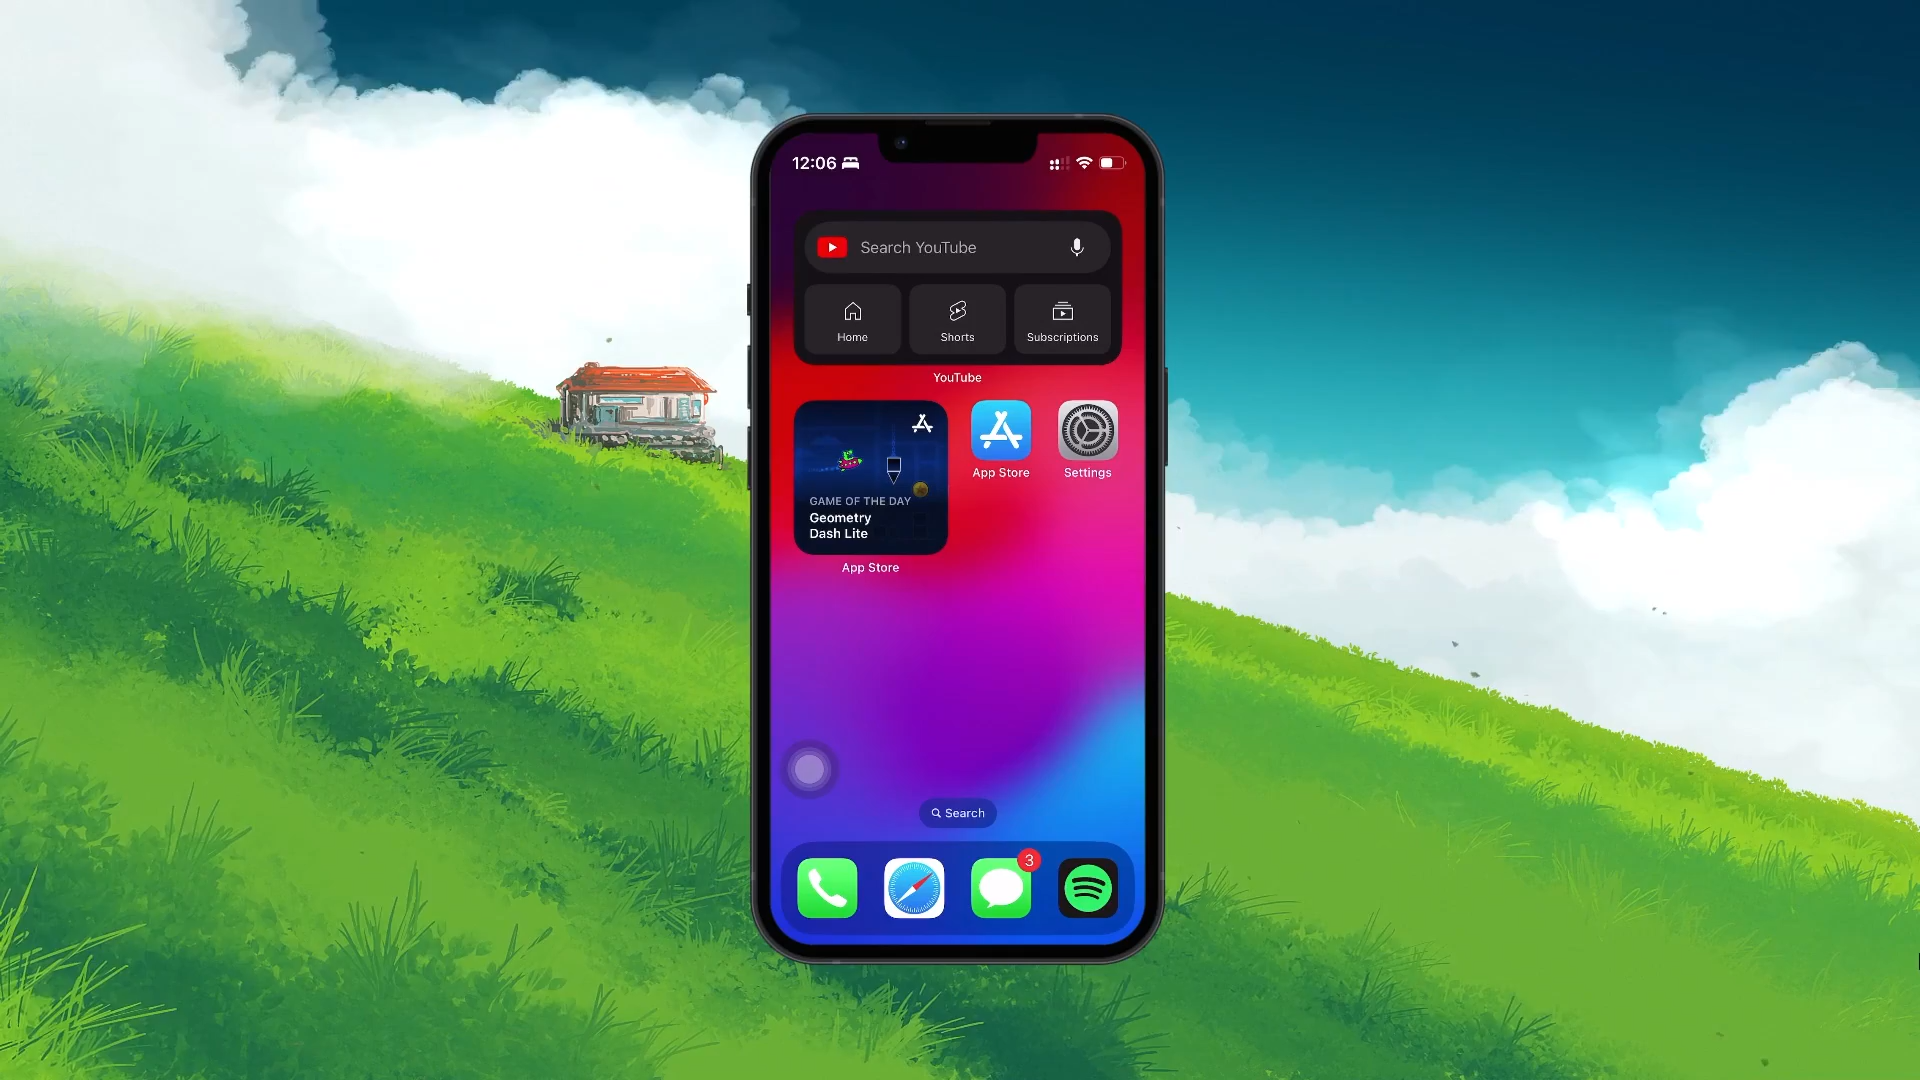 12:06
Search YouTube
Home
Shorts
Subscriptions
YouTube
GAME OF THE DAY
Geometry
Dash Lite
App Store
App Store
Settings
Search
3